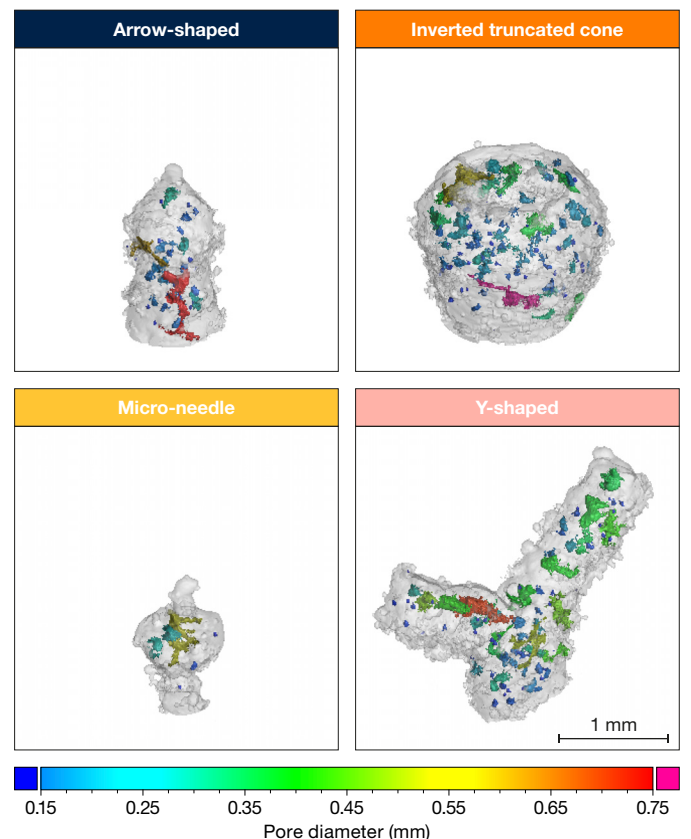 Arrow-shaped
Inverted truncated cone
Micro-needle
Y-shaped
1 mm
0.15 0.25 0.35 0.45 0.55 0.65 0.75
Pore diameter (mm)